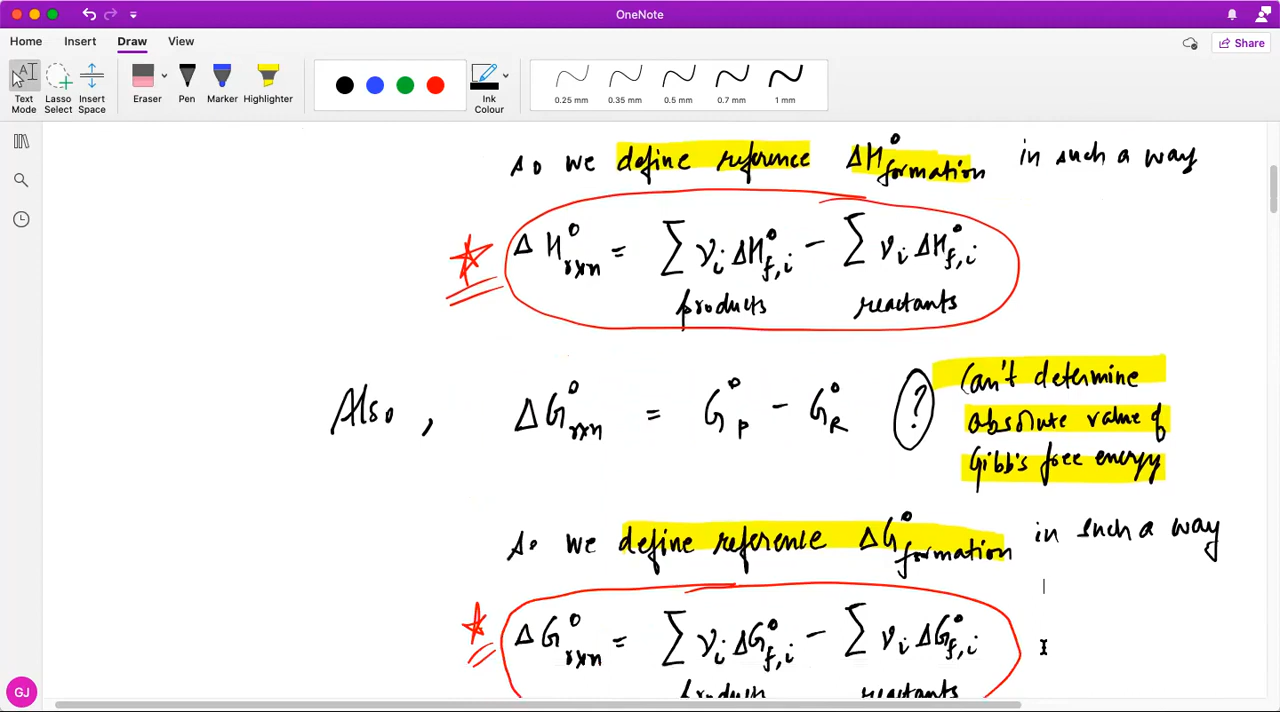 OneNote
Home Insert Draw View
Share
Text Mode
Lasso Select
Insert Space
Eraser
Pen
Marker
Highlighter
Ink Colour
0.25 mm 0.35 mm 0.5 mm 0.7 mm 1 mm
so we define reference ΔH°formation in such a way
ΔH°rxn = ∑ νi ΔH°f,i − ∑ νi ΔH°f,i
products reactants
Also, ΔG°rxn = G°P − G°R ?
Can't determine
absolute value of
Gibb's free energy
so we define reference ΔG°formation in such a way
ΔG°rxn = ∑ νi ΔG°f,i − ∑ νi ΔG°f,i
products reactants
GJ